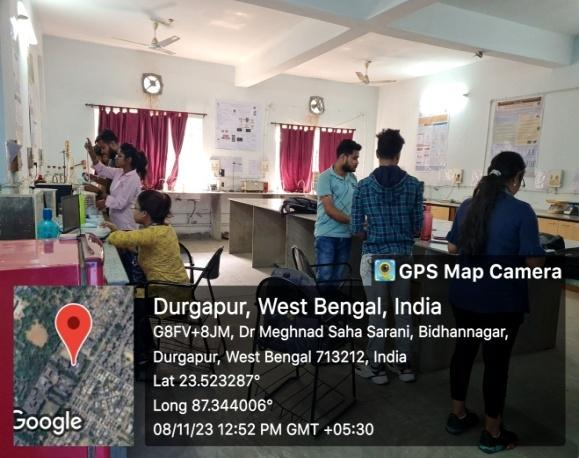 GPS Map Camera
Durgapur, West Bengal, India
G8FV+8JM, Dr Meghnad Saha Sarani, Bidhannagar,
Durgapur, West Bengal 713212, India
Lat 23.523287°
Long 87.344006°
08/11/23 12:52 PM GMT +05:30
Google